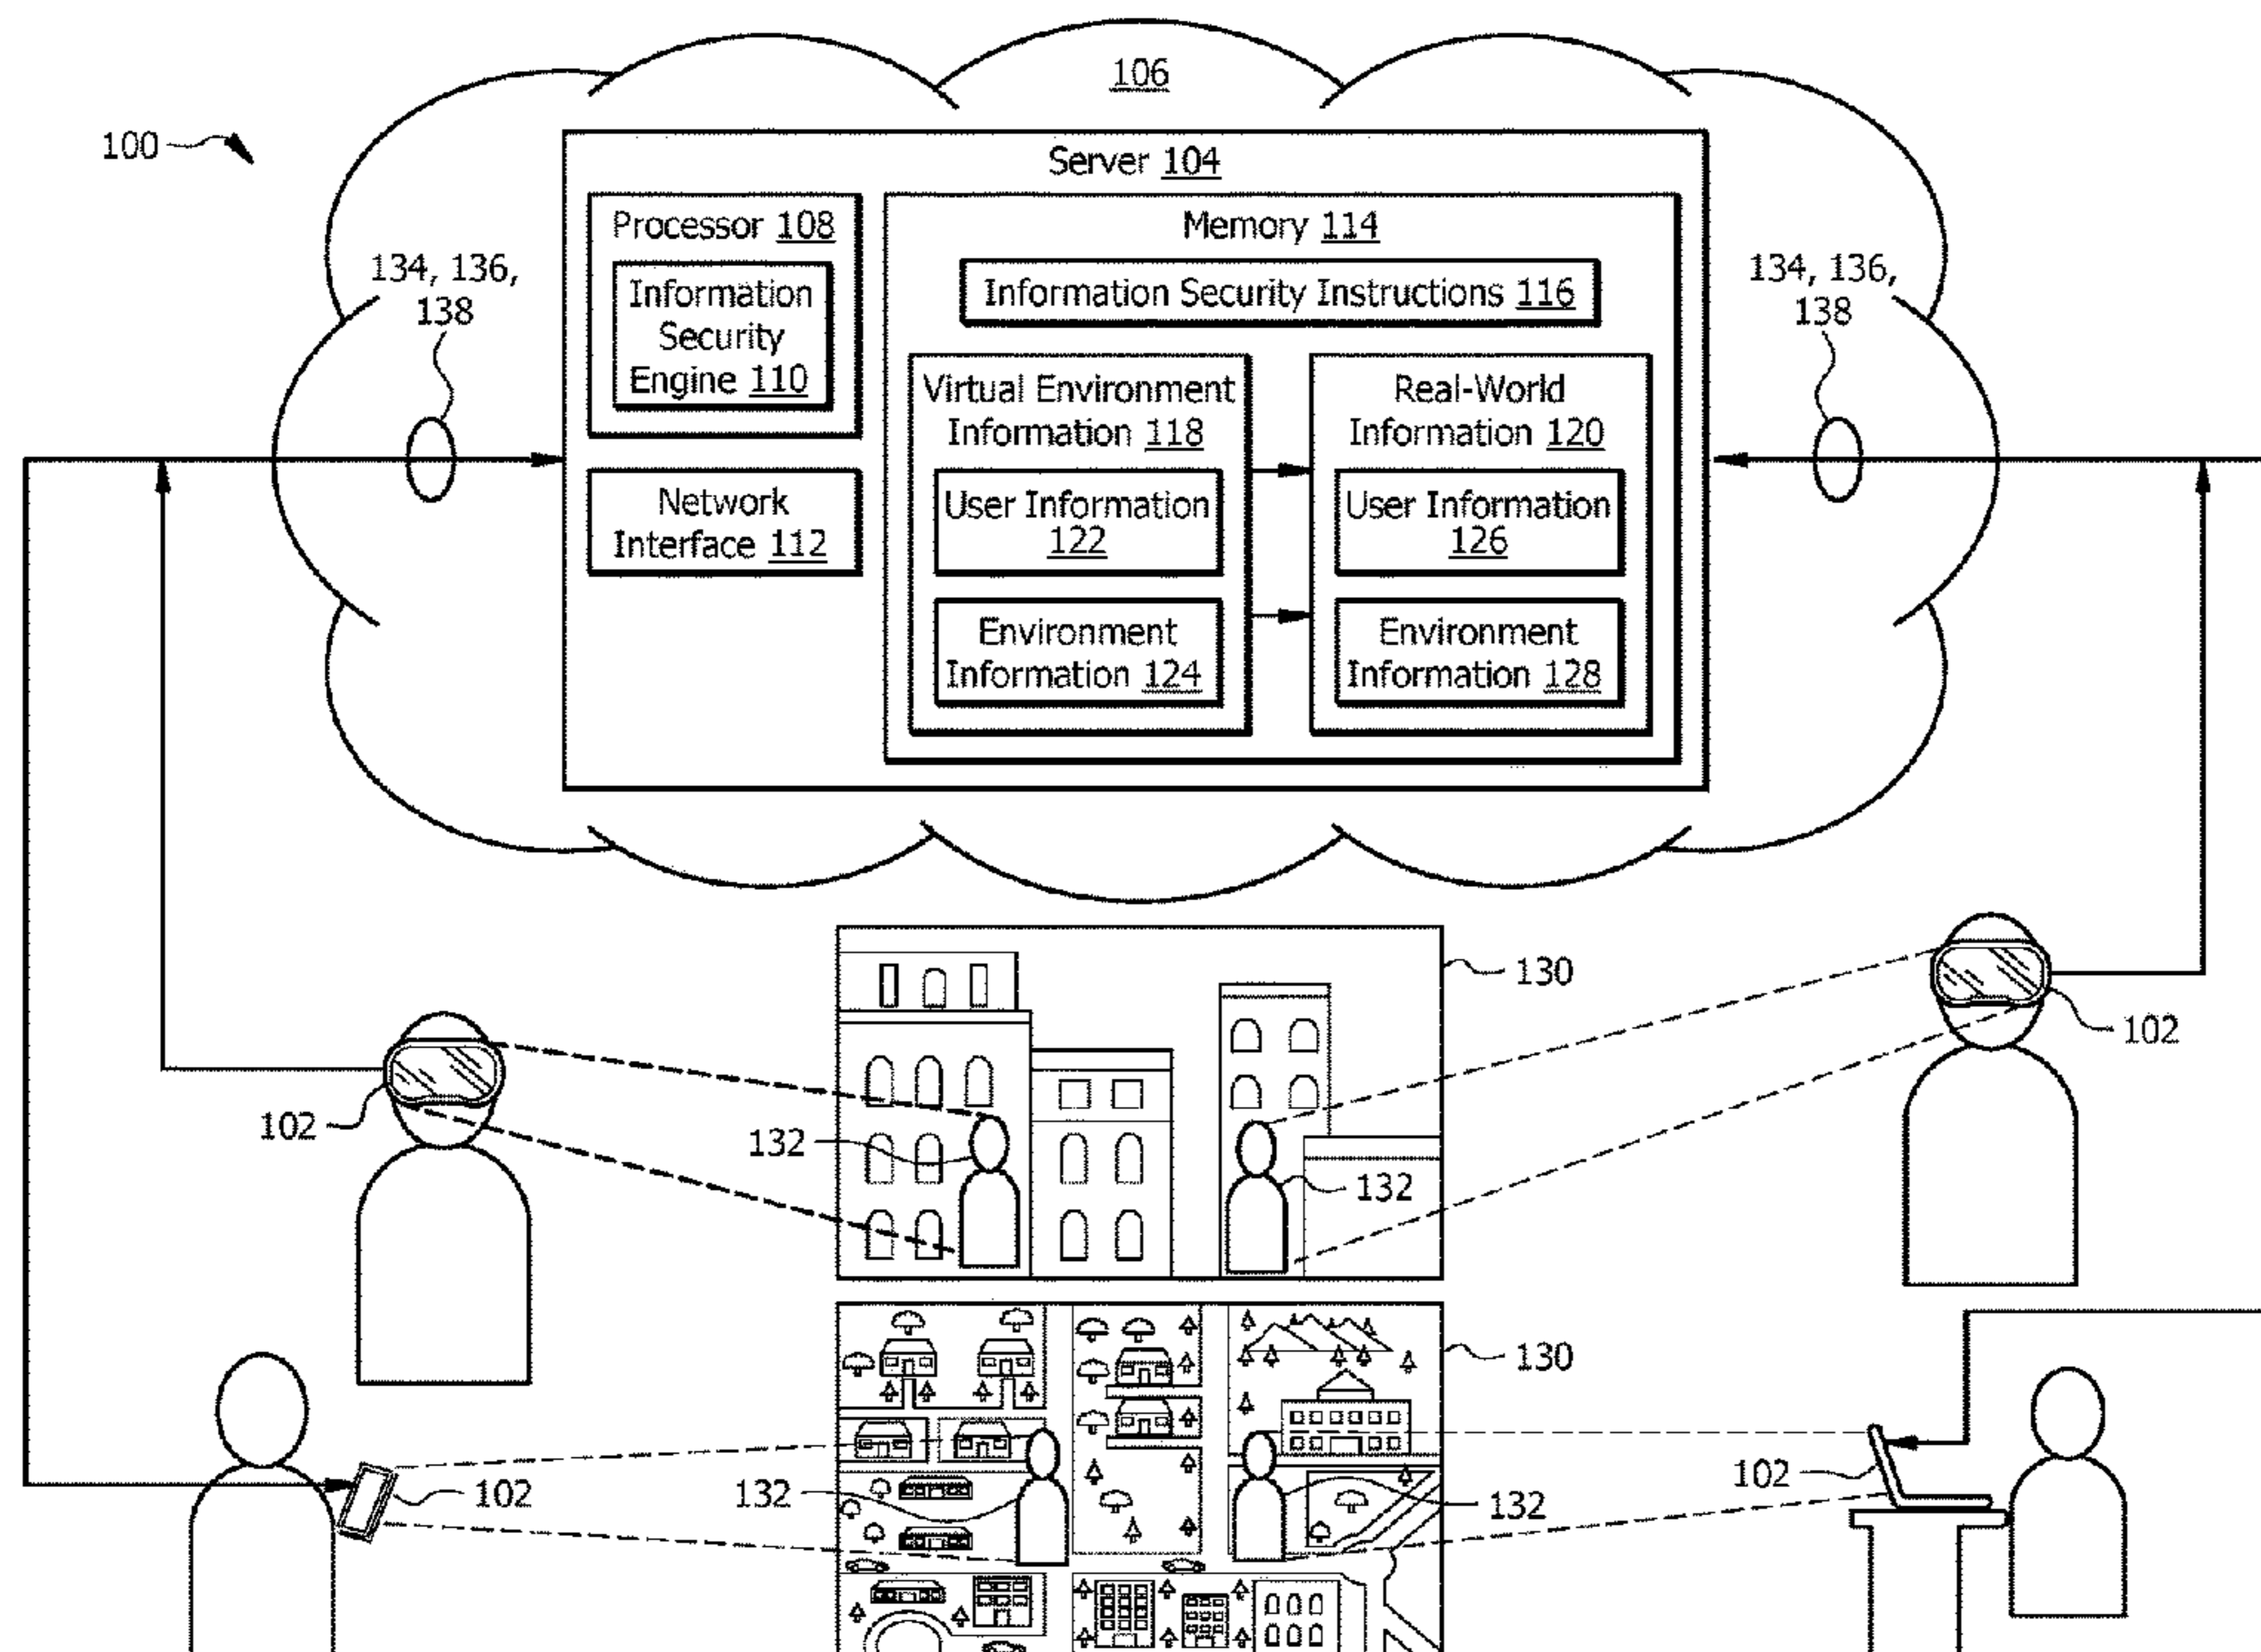 106
100
Server 104
Processor 108
Information
Security
Engine 110
Network
Interface 112
Memory 114
Information Security Instructions 116
Virtual Environment
Information 118
User Information
122
Environment
Information 124
Real-World
Information 120
User Information
126
Environment
Information 128
134, 136,
138
134, 136,
138
130
102
102
132
132
130
102
132
132
102